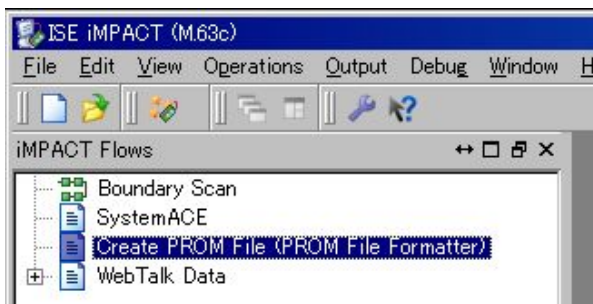 ISE iMPACT (M.63c)
File Edit View Operations Output Debug Window H
iMPACT Flows
Boundary Scan
SystemACE
Create PROM File (PROM File Formatter)
WebTalk Data